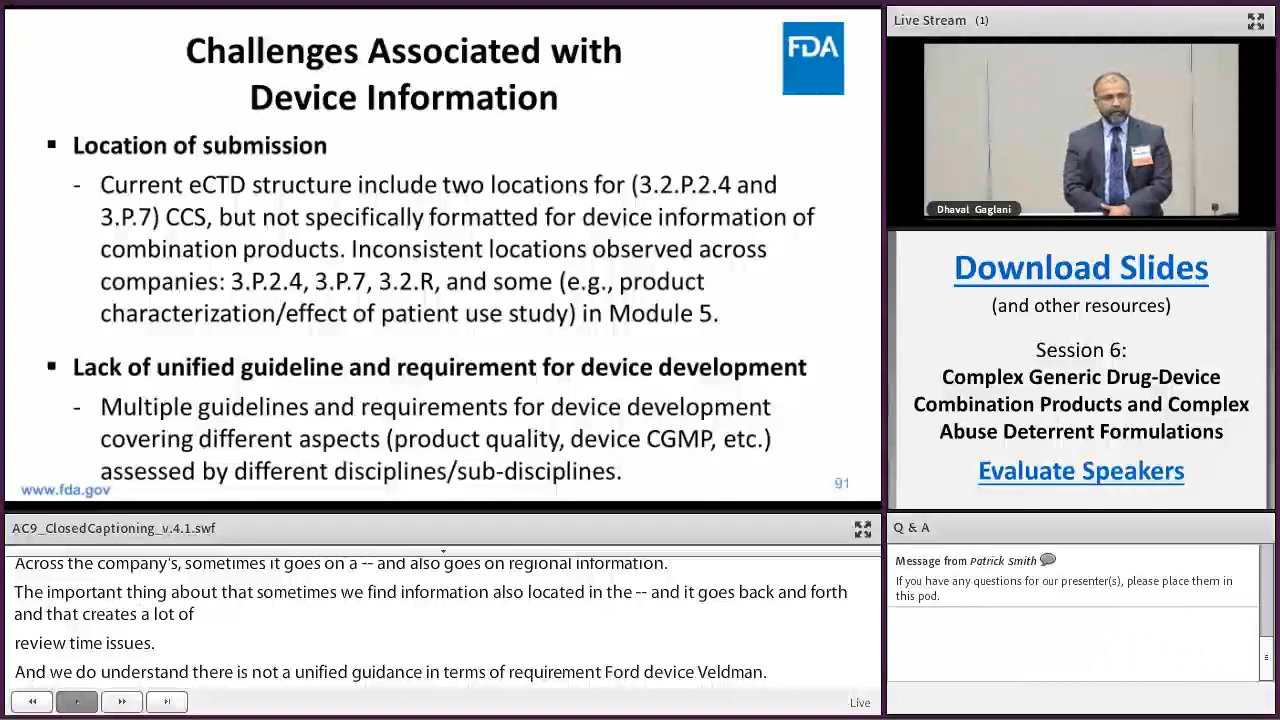 Challenges Associated with
Device Information
FDA
▪ Location of submission
- Current eCTD structure include two locations for (3.2.P.2.4 and
3.P.7) CCS, but not specifically formatted for device information of
combination products. Inconsistent locations observed across
companies: 3.P.2.4, 3.P.7, 3.2.R, and some (e.g., product
characterization/effect of patient use study) in Module 5.
▪ Lack of unified guideline and requirement for device development
- Multiple guidelines and requirements for device development
covering different aspects (product quality, device CGMP, etc.)
assessed by different disciplines/sub-disciplines.
www.fda.gov
91
Live Stream (1)
Dhaval Gaglani
Download Slides
(and other resources)
Session 6:
Complex Generic Drug-Device
Combination Products and Complex
Abuse Deterrent Formulations
Evaluate Speakers
AC9_ClosedCaptioning_v.4.1.swf
Across the company's, sometimes it goes on a -- and also goes on regional information.
The important thing about that sometimes we find information also located in the -- and it goes back and forth
and that creates a lot of
review time issues.
And we do understand there is not a unified guidance in terms of requirement Ford device Veldman.
Live
Q & A
Message from Patrick Smith
If you have any questions for our presenter(s), please place them in
this pod.